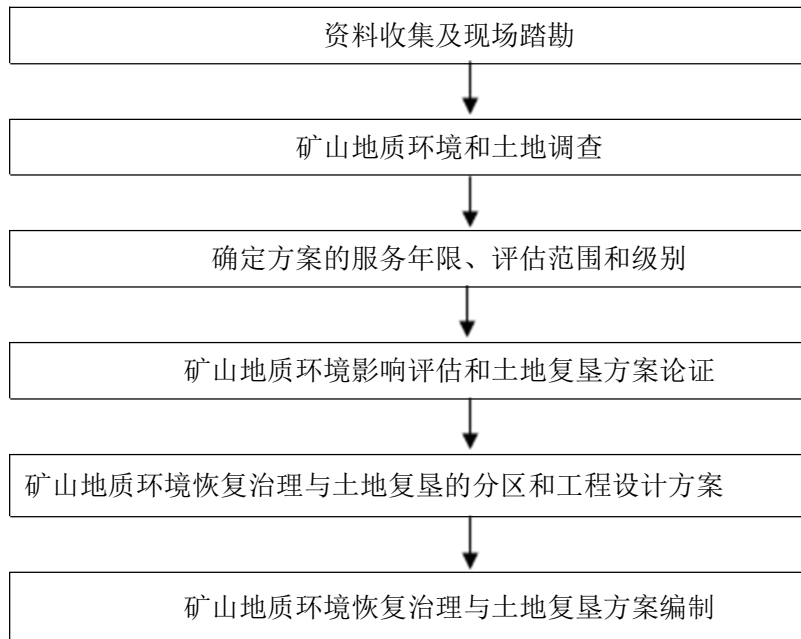 资料收集及现场踏勘
矿山地质环境和土地调查
确定方案的服务年限、评估范围和级别
矿山地质环境影响评估和土地复垦方案论证
矿山地质环境恢复治理与土地复垦的分区和工程设计方案
矿山地质环境恢复治理与土地复垦方案编制